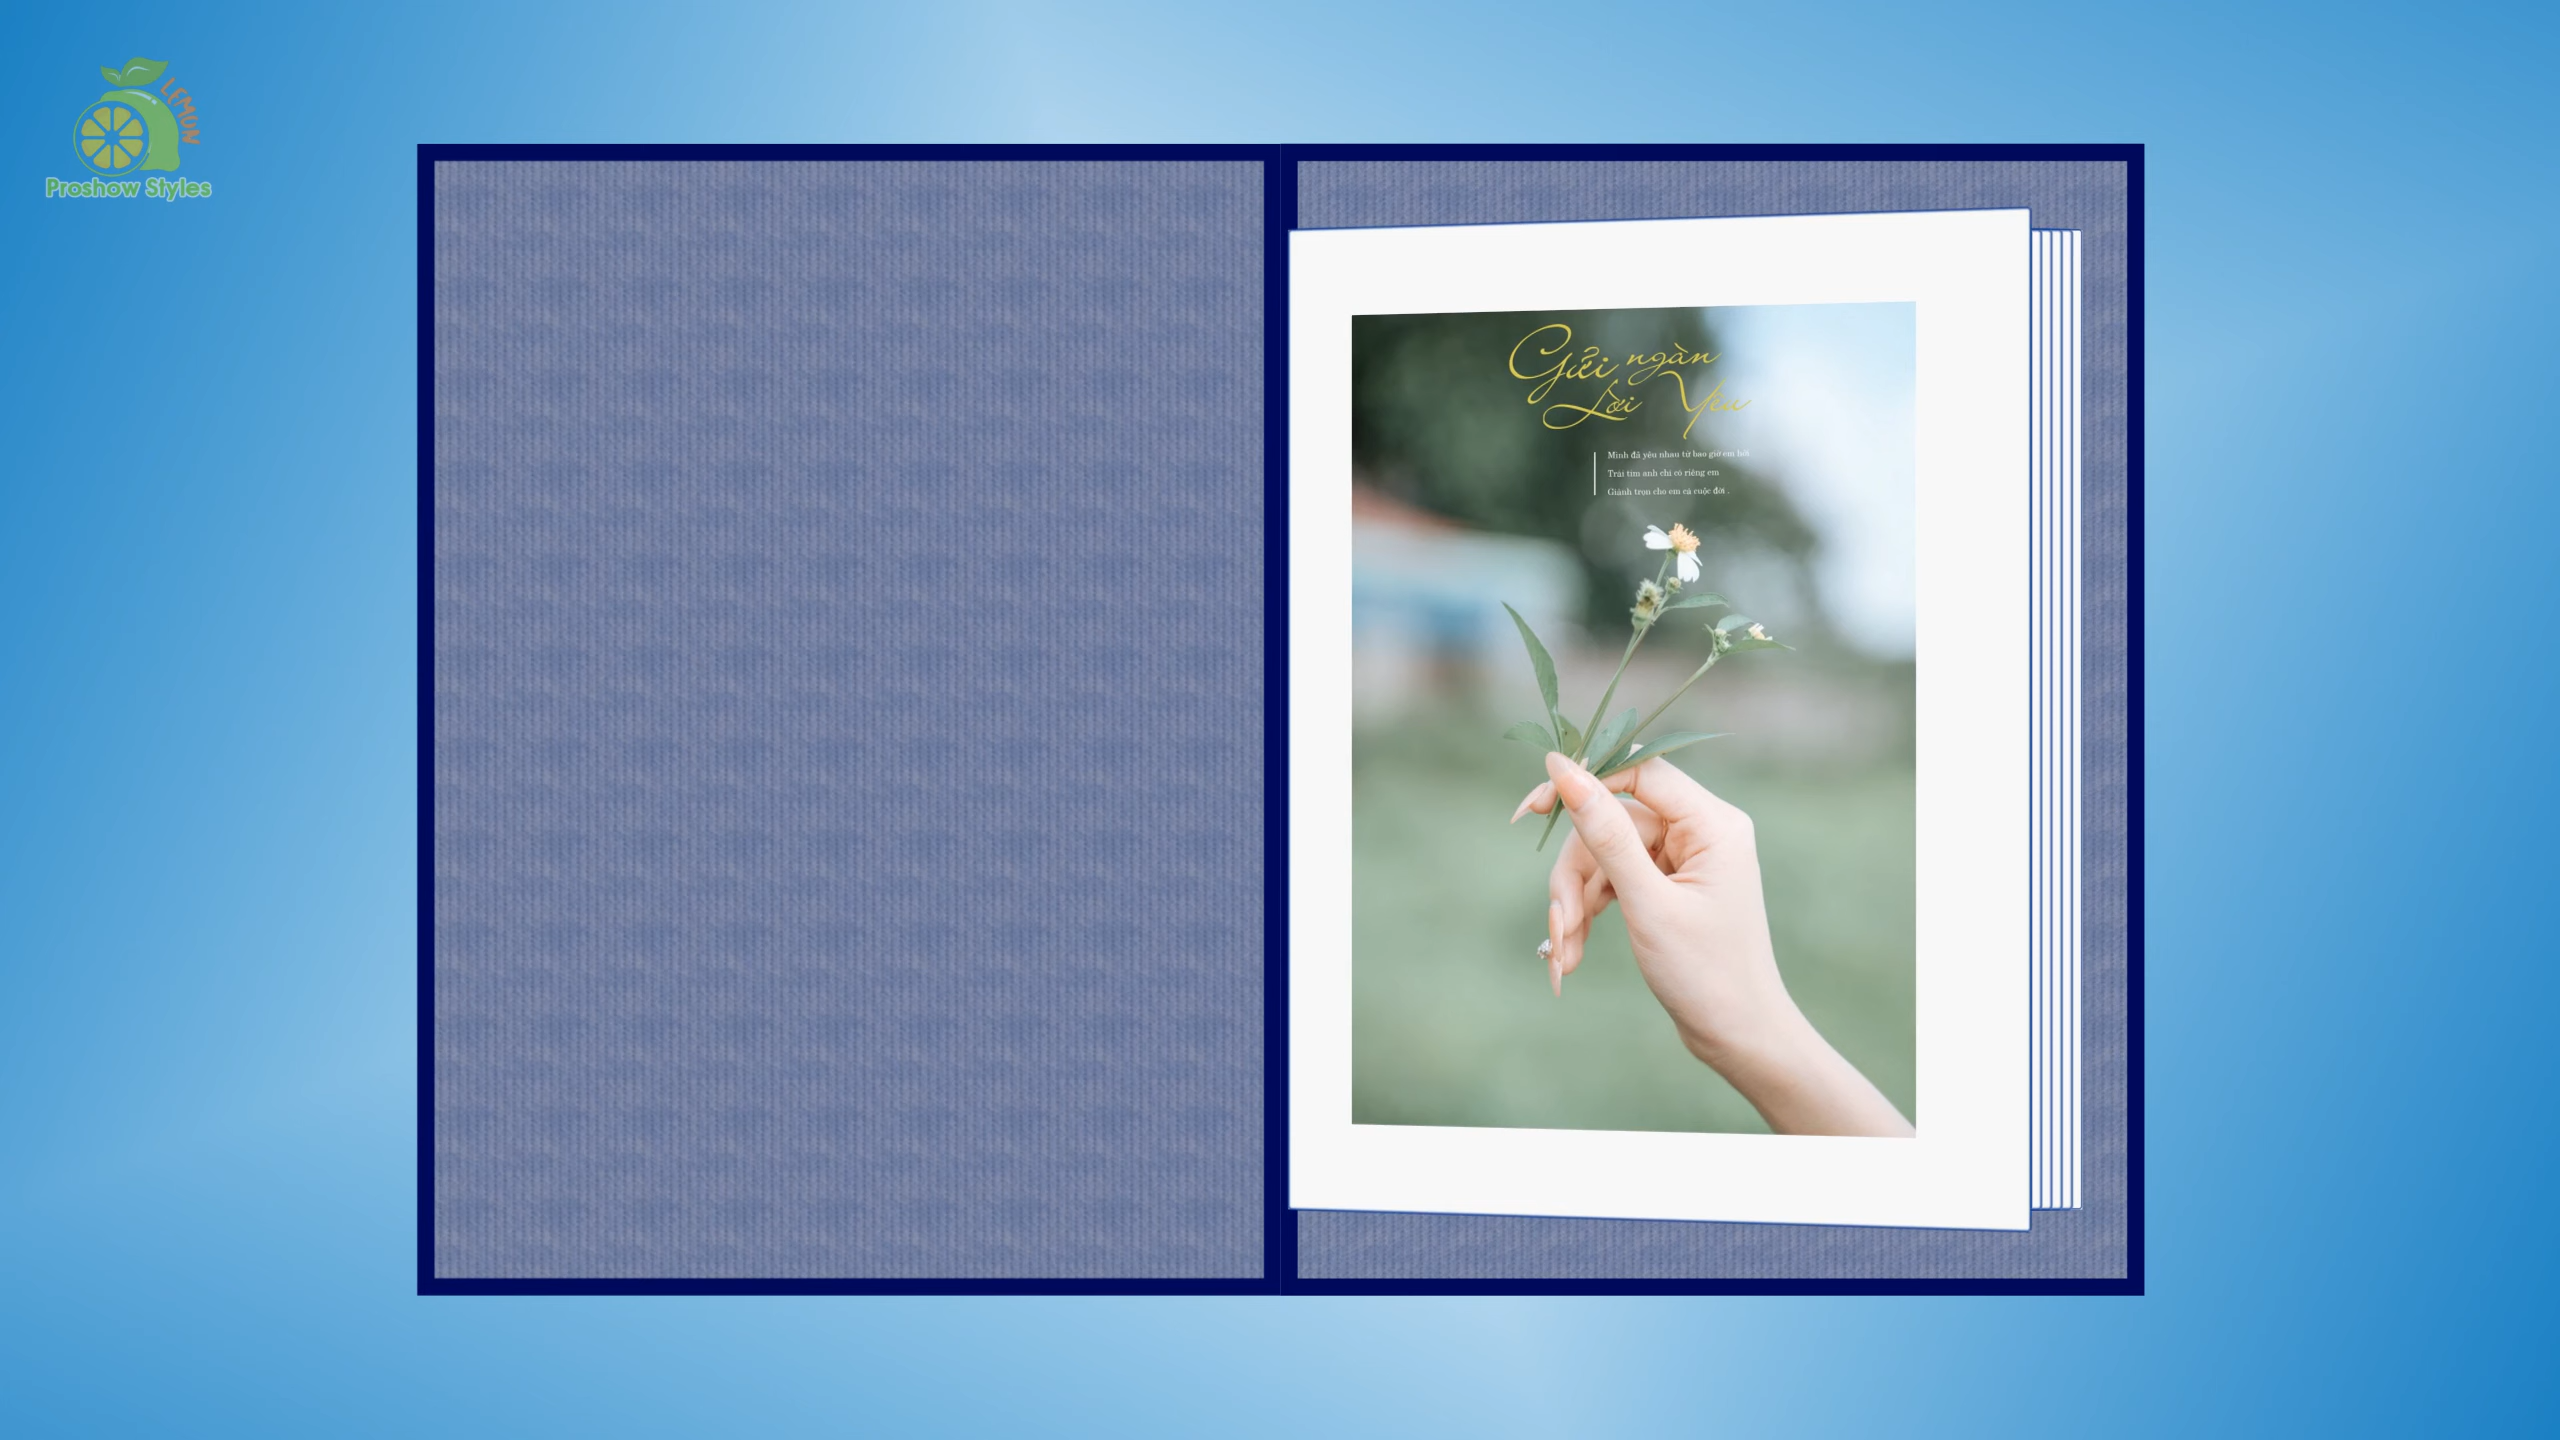 LEMON
Proshow Styles
Gửi ngàn
Lời Yêu
Mình đã yêu nhau từ bao giờ em hỡi
Trái tim anh chỉ có riêng em
Giành trọn cho em cả cuộc đời .